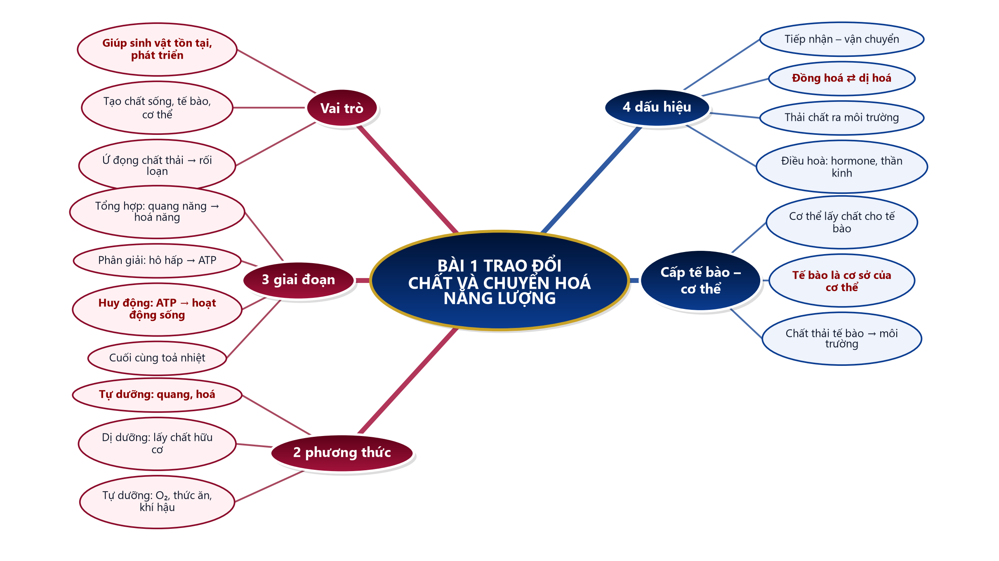 BÀI 1 TRAO ĐỔI
CHẤT VÀ CHUYỂN HOÁ
NĂNG LƯỢNG
Vai trò
Giúp sinh vật tồn tại,
phát triển
Tạo chất sống, tế bào,
cơ thể
Ứ đọng chất thải → rối
loạn
3 giai đoạn
Tổng hợp: quang năng →
hoá năng
Phân giải: hô hấp → ATP
Huy động: ATP → hoạt
động sống
Cuối cùng toả nhiệt
2 phương thức
Tự dưỡng: quang, hoá
Dị dưỡng: lấy chất hữu
cơ
Tự dưỡng: O₂, thức ăn,
khí hậu
4 dấu hiệu
Tiếp nhận – vận chuyển
Đồng hoá ⇄ dị hoá
Thải chất ra môi trường
Điều hoà: hormone, thần
kinh
Cấp tế bào –
cơ thể
Cơ thể lấy chất cho tế
bào
Tế bào là cơ sở của
cơ thể
Chất thải tế bào → môi
trường